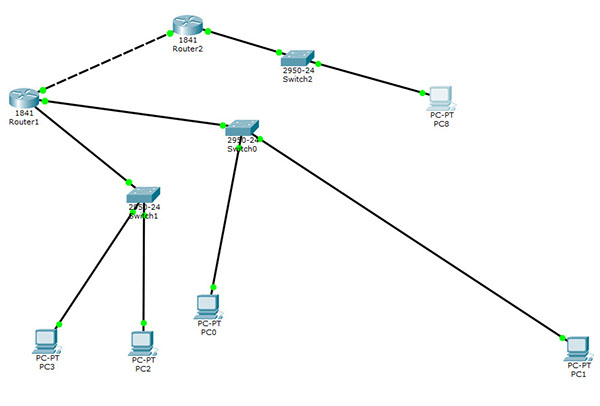 1841
Router2
2950-24
Switch2
PC-PT
PC8
1841
Router1
2950-24
Switch0
2950-24
Switch1
PC-PT
PC0
PC-PT
PC3
PC-PT
PC2
PC-PT
PC1